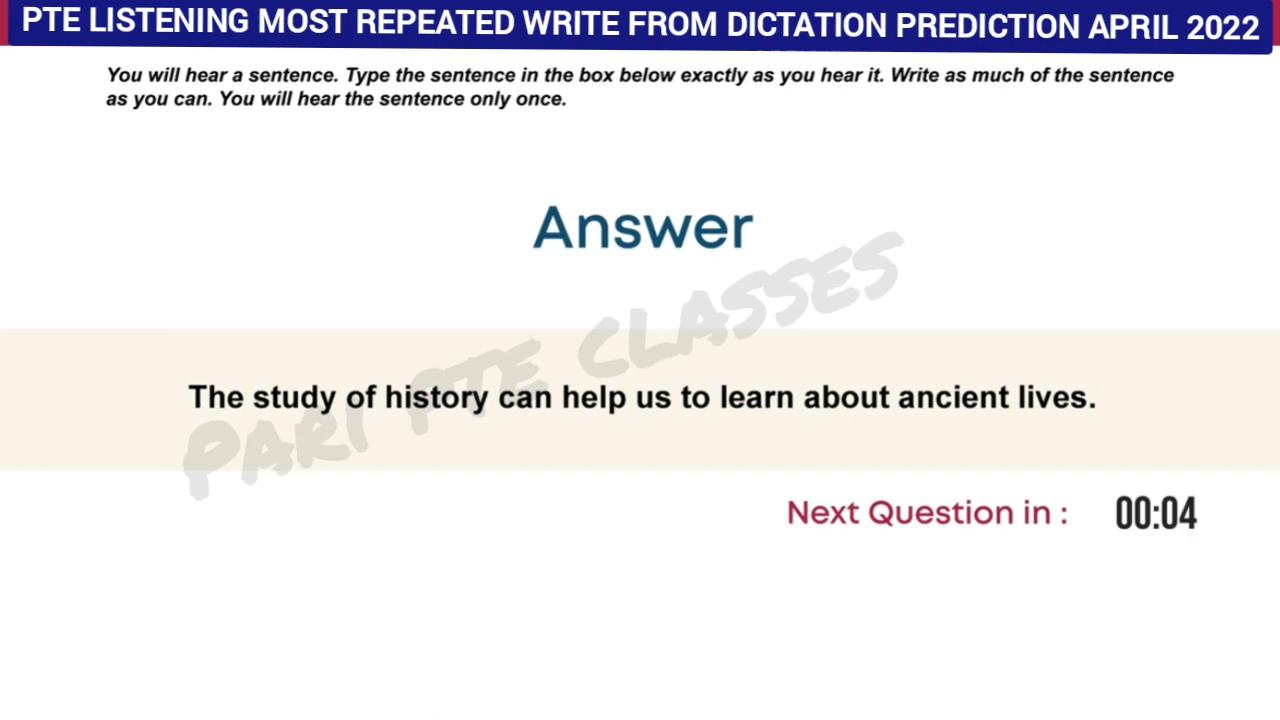 PTE LISTENING MOST REPEATED WRITE FROM DICTATION PREDICTION APRIL 2022
You will hear a sentence. Type the sentence in the box below exactly as you hear it. Write as much of the sentence
as you can. You will hear the sentence only once.
Answer
PARI PTE CLASSES
The study of history can help us to learn about ancient lives.
Next Question in : 00:04